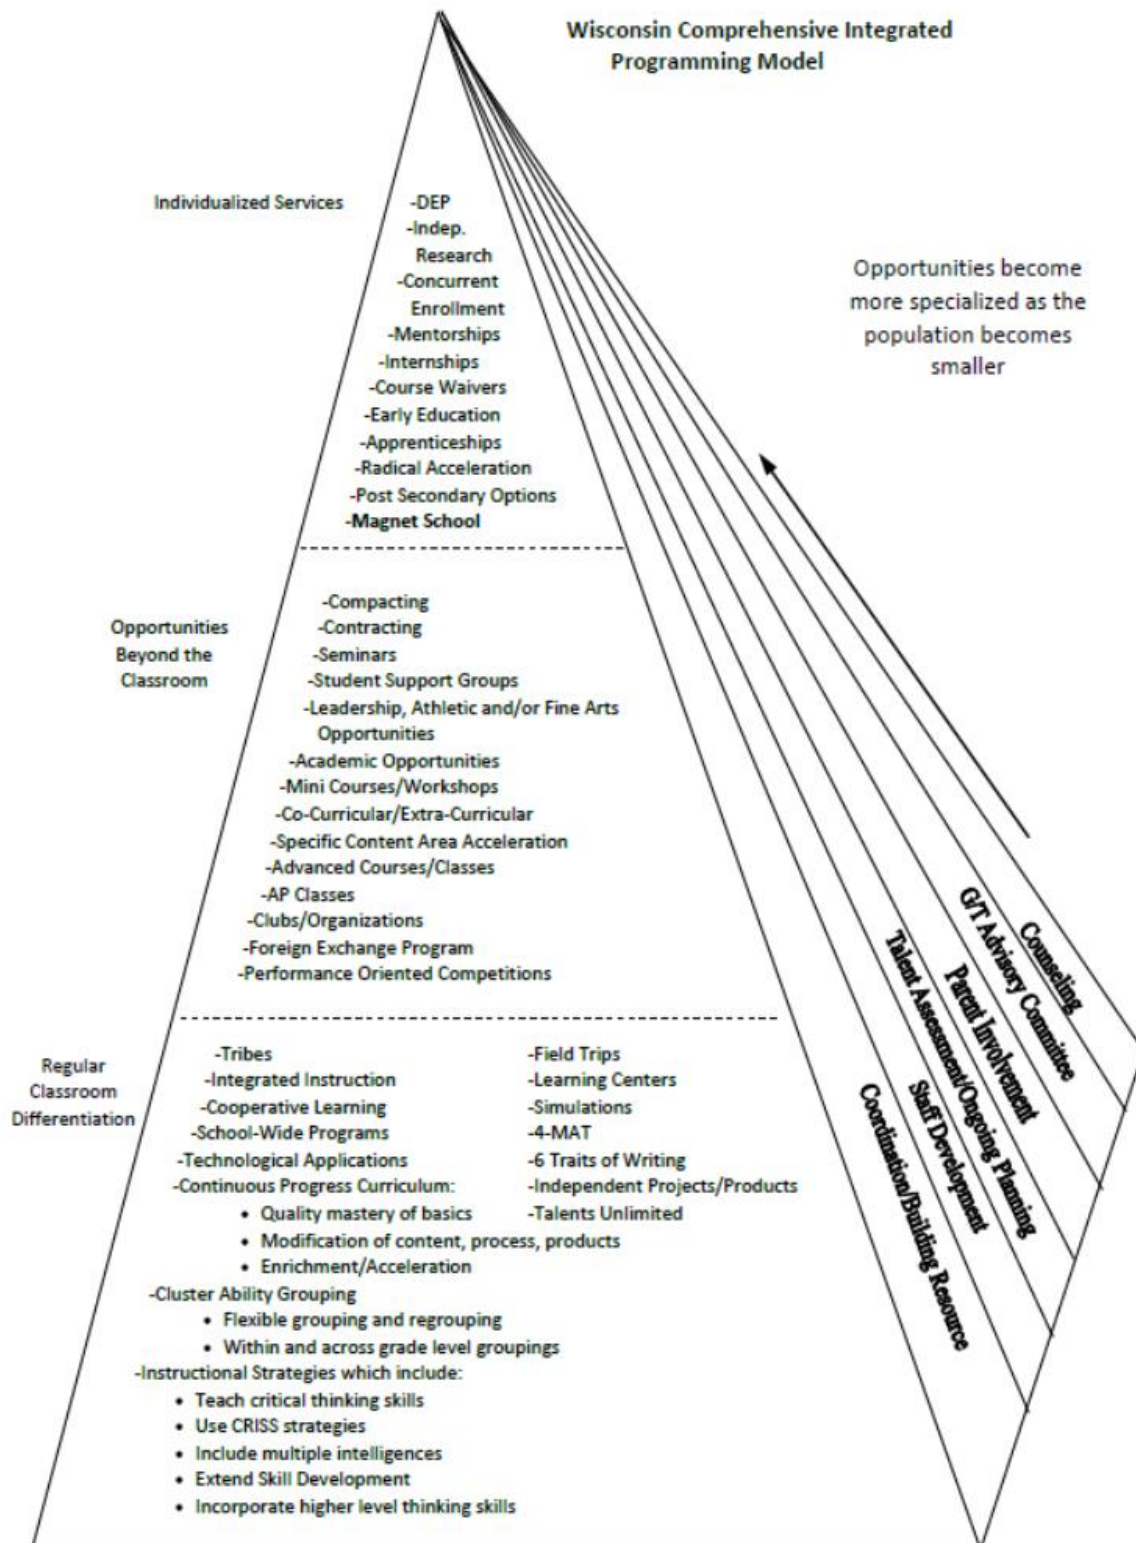 Wisconsin Comprehensive Integrated
Programming Model
Individualized Services
-DEP
-Indep.
Research
-Concurrent
Enrollment
-Mentorships
-Internships
-Course Waivers
-Early Education
-Apprenticeships
-Radical Acceleration
-Post Secondary Options
-Magnet School
Opportunities become
more specialized as the
population becomes
smaller
Opportunities
Beyond the
Classroom
-Compacting
-Contracting
-Seminars
-Student Support Groups
-Leadership, Athletic and/or Fine Arts
Opportunities
-Academic Opportunities
-Mini Courses/Workshops
-Co-Curricular/Extra-Curricular
-Specific Content Area Acceleration
-Advanced Courses/Classes
-AP Classes
-Clubs/Organizations
-Foreign Exchange Program
-Performance Oriented Competitions
Regular
Classroom
Differentiation
-Tribes
-Integrated Instruction
-Cooperative Learning
-School-Wide Programs
-Technological Applications
-Continuous Progress Curriculum:
• Quality mastery of basics
• Modification of content, process, products
• Enrichment/Acceleration
-Cluster Ability Grouping
• Flexible grouping and regrouping
• Within and across grade level groupings
-Instructional Strategies which include:
• Teach critical thinking skills
• Use CRISS strategies
• Include multiple intelligences
• Extend Skill Development
• Incorporate higher level thinking skills
-Field Trips
-Learning Centers
-Simulations
-4-MAT
-6 Traits of Writing
-Independent Projects/Products
-Talents Unlimited
Coordination/Building Resource
Staff Development
Talent Assessment/Ongoing Planning
Parent Involvement
G/T Advisory Committee
Counseling